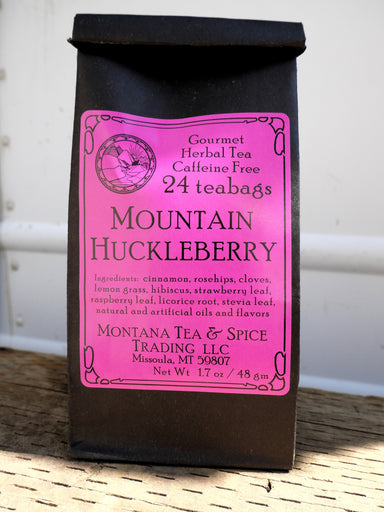 Gourmet
Herbal Tea
Caffeine Free
24 teabags
MOUNTAIN
HUCKLEBERRY
Ingredients: cinnamon, rosehips, cloves,
lemon grass, hibiscus, strawberry leaf,
raspberry leaf, licorice root, stevia leaf,
natural and artificial oils and flavors
MONTANA TEA & SPICE
TRADING LLC
Missoula, MT 59807
Net Wt 1.7 oz / 48 gm